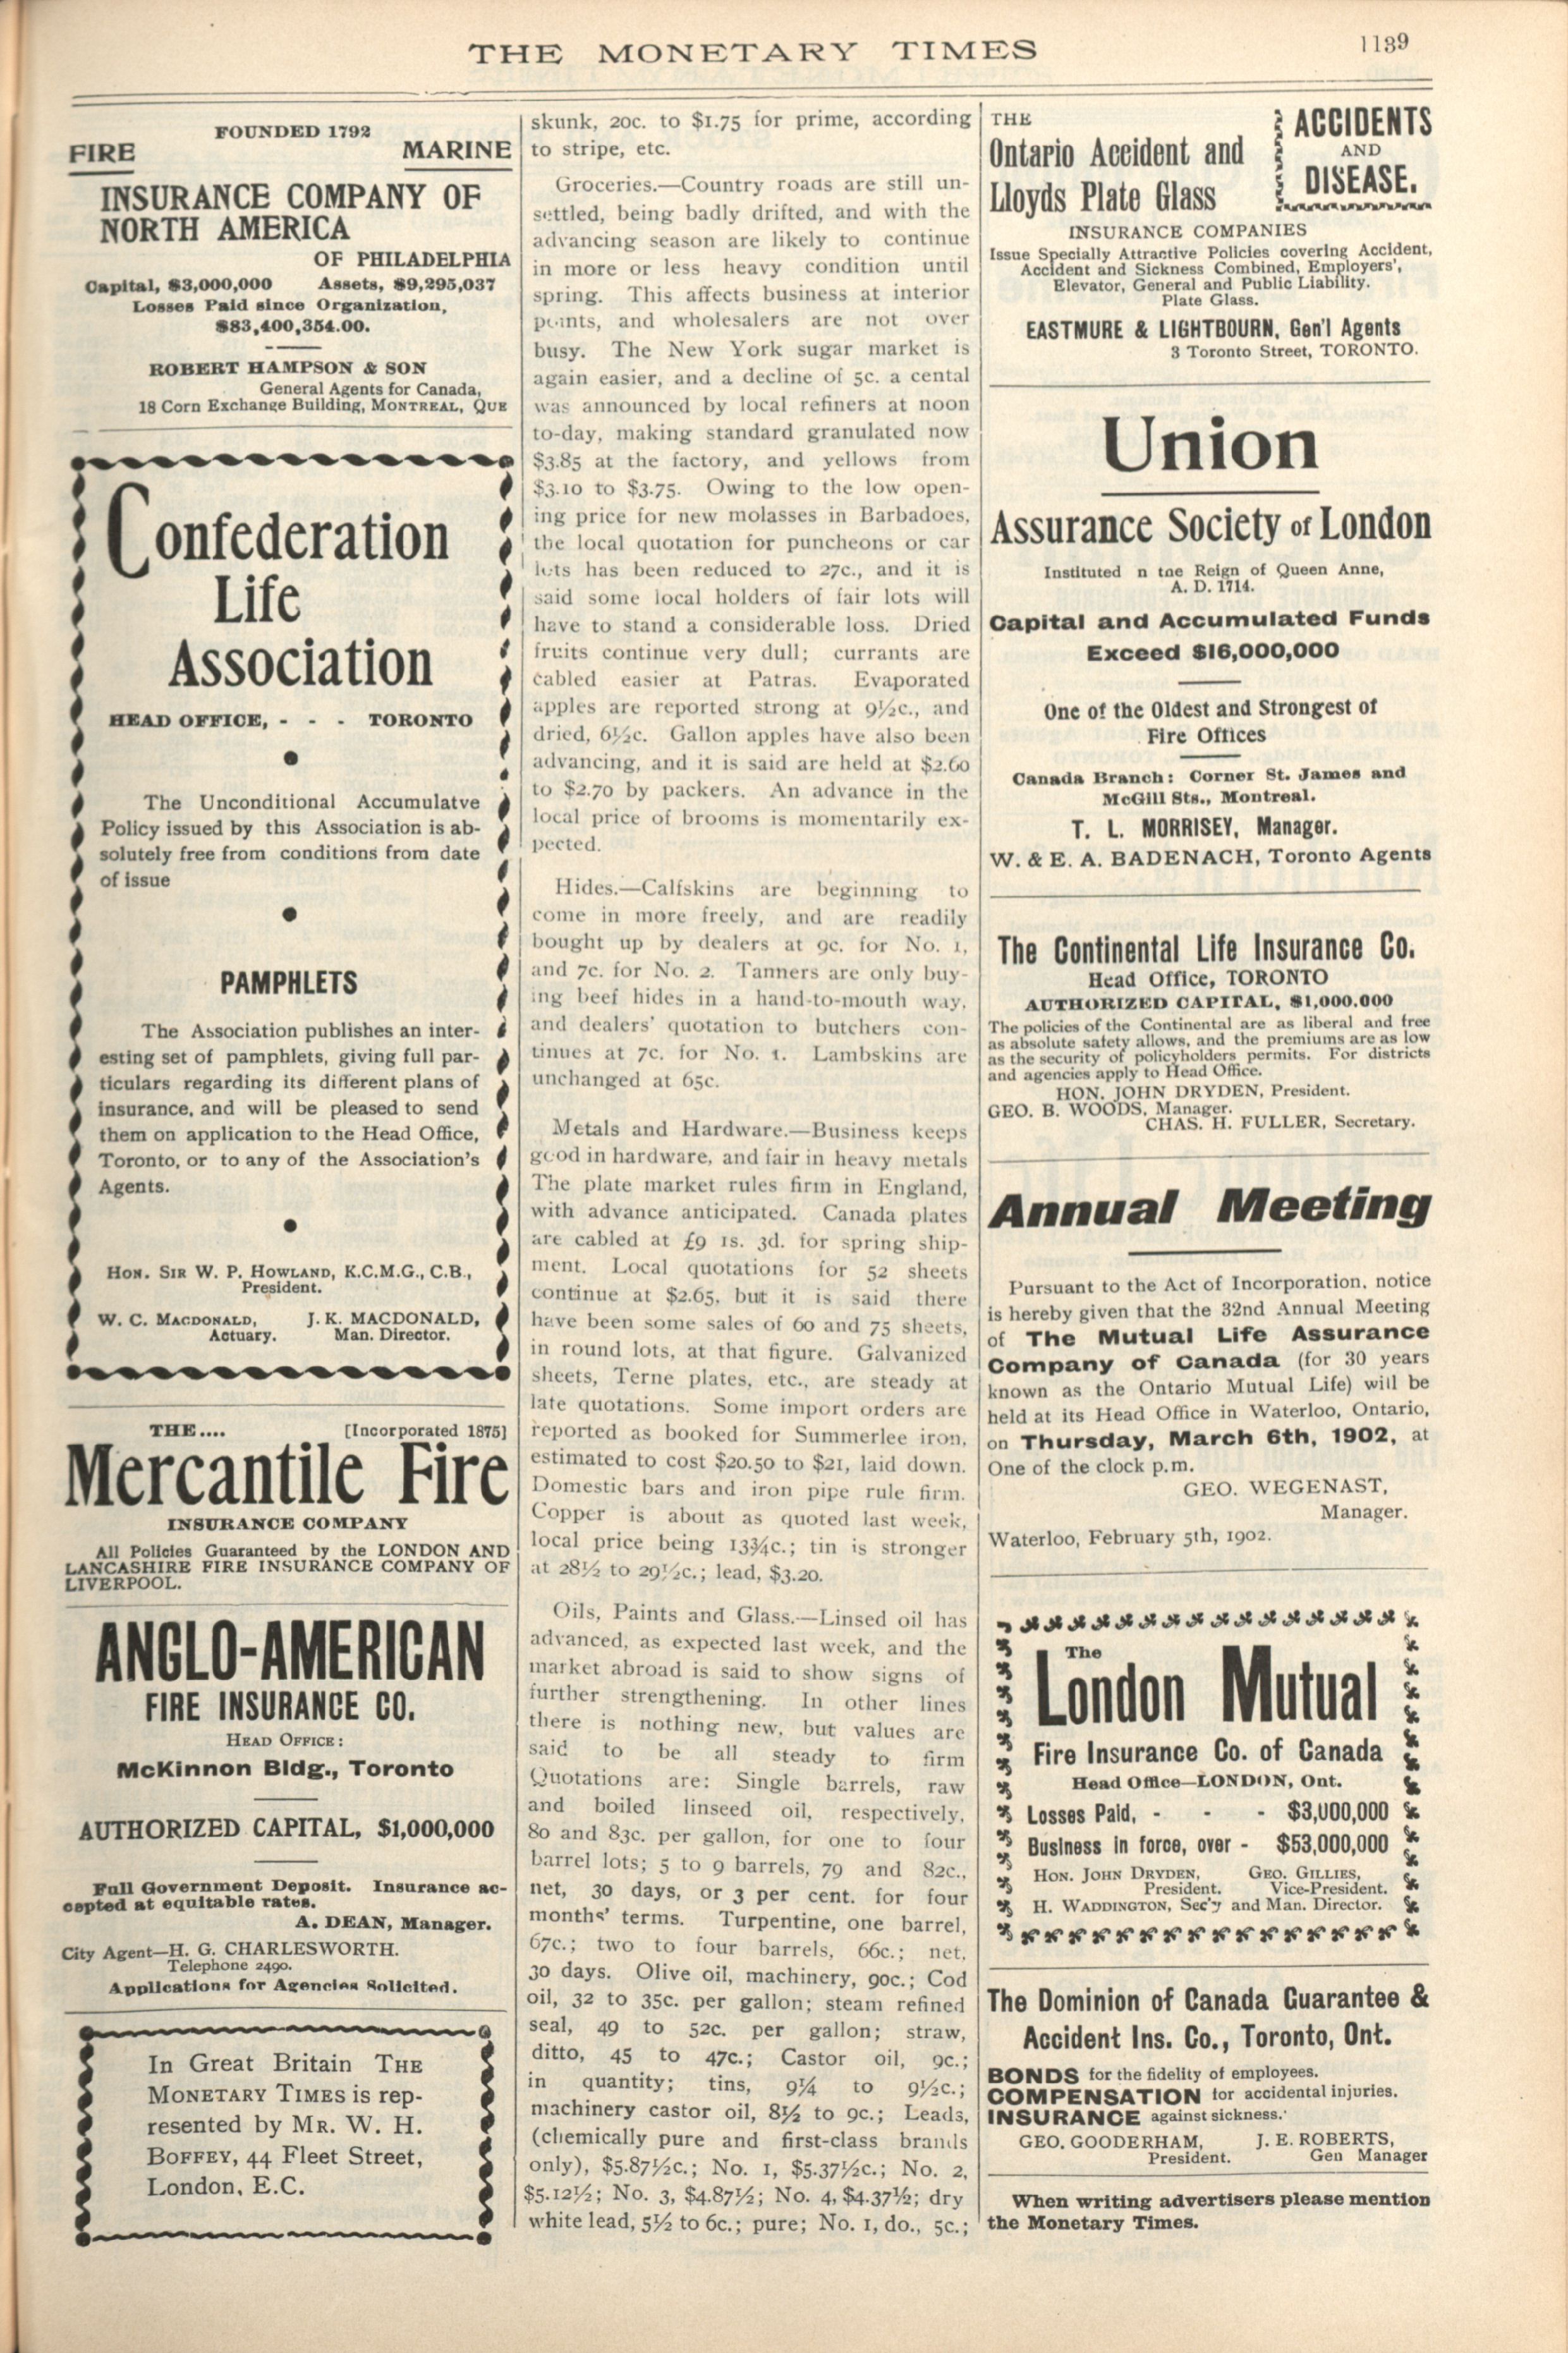 THE MONETARY TIMES
1139
FOUNDED 1792
FIRE MARINE
INSURANCE COMPANY OF
NORTH AMERICA
OF PHILADELPHIA
Capital, $3,000,000 Assets, $9,295,037
Losses Paid since Organization,
$83,400,354.00.
ROBERT HAMPSON & SON
General Agents for Canada,
18 Corn Exchange Building, MONTREAL, QUE
Confederation
Life
Association
HEAD OFFICE, - - - TORONTO
The Unconditional Accumulatve
Policy issued by this Association is ab-
solutely free from conditions from date
of issue
PAMPHLETS
The Association publishes an inter-
esting set of pamphlets, giving full par-
ticulars regarding its different plans of
insurance, and will be pleased to send
them on application to the Head Office,
Toronto, or to any of the Association's
Agents.
HON. SIR W. P. HOWLAND, K.C.M.G., C.B.,
President.
W. C. MACDONALD, J. K. MACDONALD,
Actuary. Man. Director.
THE.... [Incorporated 1875]
Mercantile Fire
INSURANCE COMPANY
All Policies Guaranteed by the LONDON AND
LANCASHIRE FIRE INSURANCE COMPANY OF
LIVERPOOL.
ANGLO-AMERICAN
FIRE INSURANCE CO.
HEAD OFFICE:
McKinnon Bldg., Toronto
AUTHORIZED CAPITAL, $1,000,000
Full Government Deposit. Insurance ac-
cepted at equitable rates.
A. DEAN, Manager.
City Agent—H. G. CHARLESWORTH.
Telephone 2490.
Applications for Agencies Solicited.
In Great Britain THE
MONETARY TIMES is rep-
resented by MR. W. H.
BOFFEY, 44 Fleet Street,
London, E.C.
skunk, 20c. to $1.75 for prime, according
to stripe, etc.
Groceries.—Country roads are still un-
settled, being badly drifted, and with the
advancing season are likely to continue
in more or less heavy condition until
spring. This affects business at interior
points, and wholesalers are not over
busy. The New York sugar market is
again easier, and a decline of 5c. a cental
was announced by local refiners at noon
to-day, making standard granulated now
$3.85 at the factory, and yellows from
$3.10 to $3.75. Owing to the low open-
ing price for new molasses in Barbadoes,
the local quotation for puncheons or car
lots has been reduced to 27c., and it is
said some local holders of fair lots will
have to stand a considerable loss. Dried
fruits continue very dull; currants are
cabled easier at Patras. Evaporated
apples are reported strong at 9½c., and
dried, 6½c. Gallon apples have also been
advancing, and it is said are held at $2.60
to $2.70 by packers. An advance in the
local price of brooms is momentarily ex-
pected.
Hides.—Calfskins are beginning to
come in more freely, and are readily
bought up by dealers at 9c. for No. 1,
and 7c. for No. 2. Tanners are only buy-
ing beef hides in a hand-to-mouth way,
and dealers' quotation to butchers con-
tinues at 7c. for No. 1. Lambskins are
unchanged at 65c.
Metals and Hardware.—Business keeps
good in hardware, and fair in heavy metals
The plate market rules firm in England,
with advance anticipated. Canada plates
are cabled at £9 1s. 3d. for spring ship-
ment. Local quotations for 52 sheets
continue at $2.65, but it is said there
have been some sales of 60 and 75 sheets,
in round lots, at that figure. Galvanized
sheets, Terne plates, etc., are steady at
late quotations. Some import orders are
reported as booked for Summerlee iron,
estimated to cost $20.50 to $21, laid down.
Domestic bars and iron pipe rule firm.
Copper is about as quoted last week,
local price being 13¾c.; tin is stronger
at 28½ to 29½c.; lead, $3.20.
Oils, Paints and Glass.—Linsed oil has
advanced, as expected last week, and the
market abroad is said to show signs of
further strengthening. In other lines
there is nothing new, but values are
said to be all steady to firm
Quotations are: Single barrels, raw
and boiled linseed oil, respectively,
80 and 83c. per gallon, for one to four
barrel lots; 5 to 9 barrels, 79 and 82c.,
net, 30 days, or 3 per cent. for four
months' terms. Turpentine, one barrel,
67c.; two to four barrels, 66c.; net,
30 days. Olive oil, machinery, 90c.; Cod
oil, 32 to 35c. per gallon; steam refined
seal, 49 to 52c. per gallon; straw,
ditto, 45 to 47c.; Castor oil, 9c.;
in quantity; tins, 9¼ to 9½c.;
machinery castor oil, 8½ to 9c.; Leads,
(chemically pure and first-class brands
only), $5.87½c.; No. 1, $5.37½c.; No. 2,
$5.12½; No. 3, $4.87½; No. 4, $4.37½; dry
white lead, 5½ to 6c.; pure; No. 1, do., 5c.;
THE
Ontario Accident and
Lloyds Plate Glass
ACCIDENTS
AND
DISEASE.
INSURANCE COMPANIES
Issue Specially Attractive Policies covering Accident,
Accident and Sickness Combined, Employers',
Elevator, General and Public Liability.
Plate Glass.
EASTMURE & LIGHTBOURN, Gen'l Agents
3 Toronto Street, TORONTO.
Union
Assurance Society of London
Instituted n the Reign of Queen Anne,
A. D. 1714.
Capital and Accumulated Funds
Exceed $16,000,000
One of the Oldest and Strongest of
Fire Offices
Canada Branch: Corner St. James and
McGill Sts., Montreal.
T. L. MORRISEY, Manager.
W. & E. A. BADENACH, Toronto Agents
The Continental Life Insurance Co.
Head Office, TORONTO
AUTHORIZED CAPITAL, $1,000.000
The policies of the Continental are as liberal and free
as absolute safety allows, and the premiums are as low
as the security of policyholders permits. For districts
and agencies apply to Head Office.
HON. JOHN DRYDEN, President.
GEO. B. WOODS, Manager.
CHAS. H. FULLER, Secretary.
Annual Meeting
Pursuant to the Act of Incorporation, notice
is hereby given that the 32nd Annual Meeting
of The Mutual Life Assurance
Company of Canada (for 30 years
known as the Ontario Mutual Life) will be
held at its Head Office in Waterloo, Ontario,
on Thursday, March 6th, 1902, at
One of the clock p.m.
GEO. WEGENAST,
Manager.
Waterloo, February 5th, 1902.
The
London Mutual
Fire Insurance Co. of Canada
Head Office—LONDON, Ont.
Losses Paid, - - - $3,000,000
Business in force, over - $53,000,000
HON. JOHN DRYDEN, GEO. GILLIES,
President. Vice-President.
H. WADDINGTON, Sec'y and Man. Director.
The Dominion of Canada Guarantee &
Accident Ins. Co., Toronto, Ont.
BONDS for the fidelity of employees.
COMPENSATION for accidental injuries.
INSURANCE against sickness.
GEO. GOODERHAM, J. E. ROBERTS,
President. Gen Manager
When writing advertisers please mention
the Monetary Times.